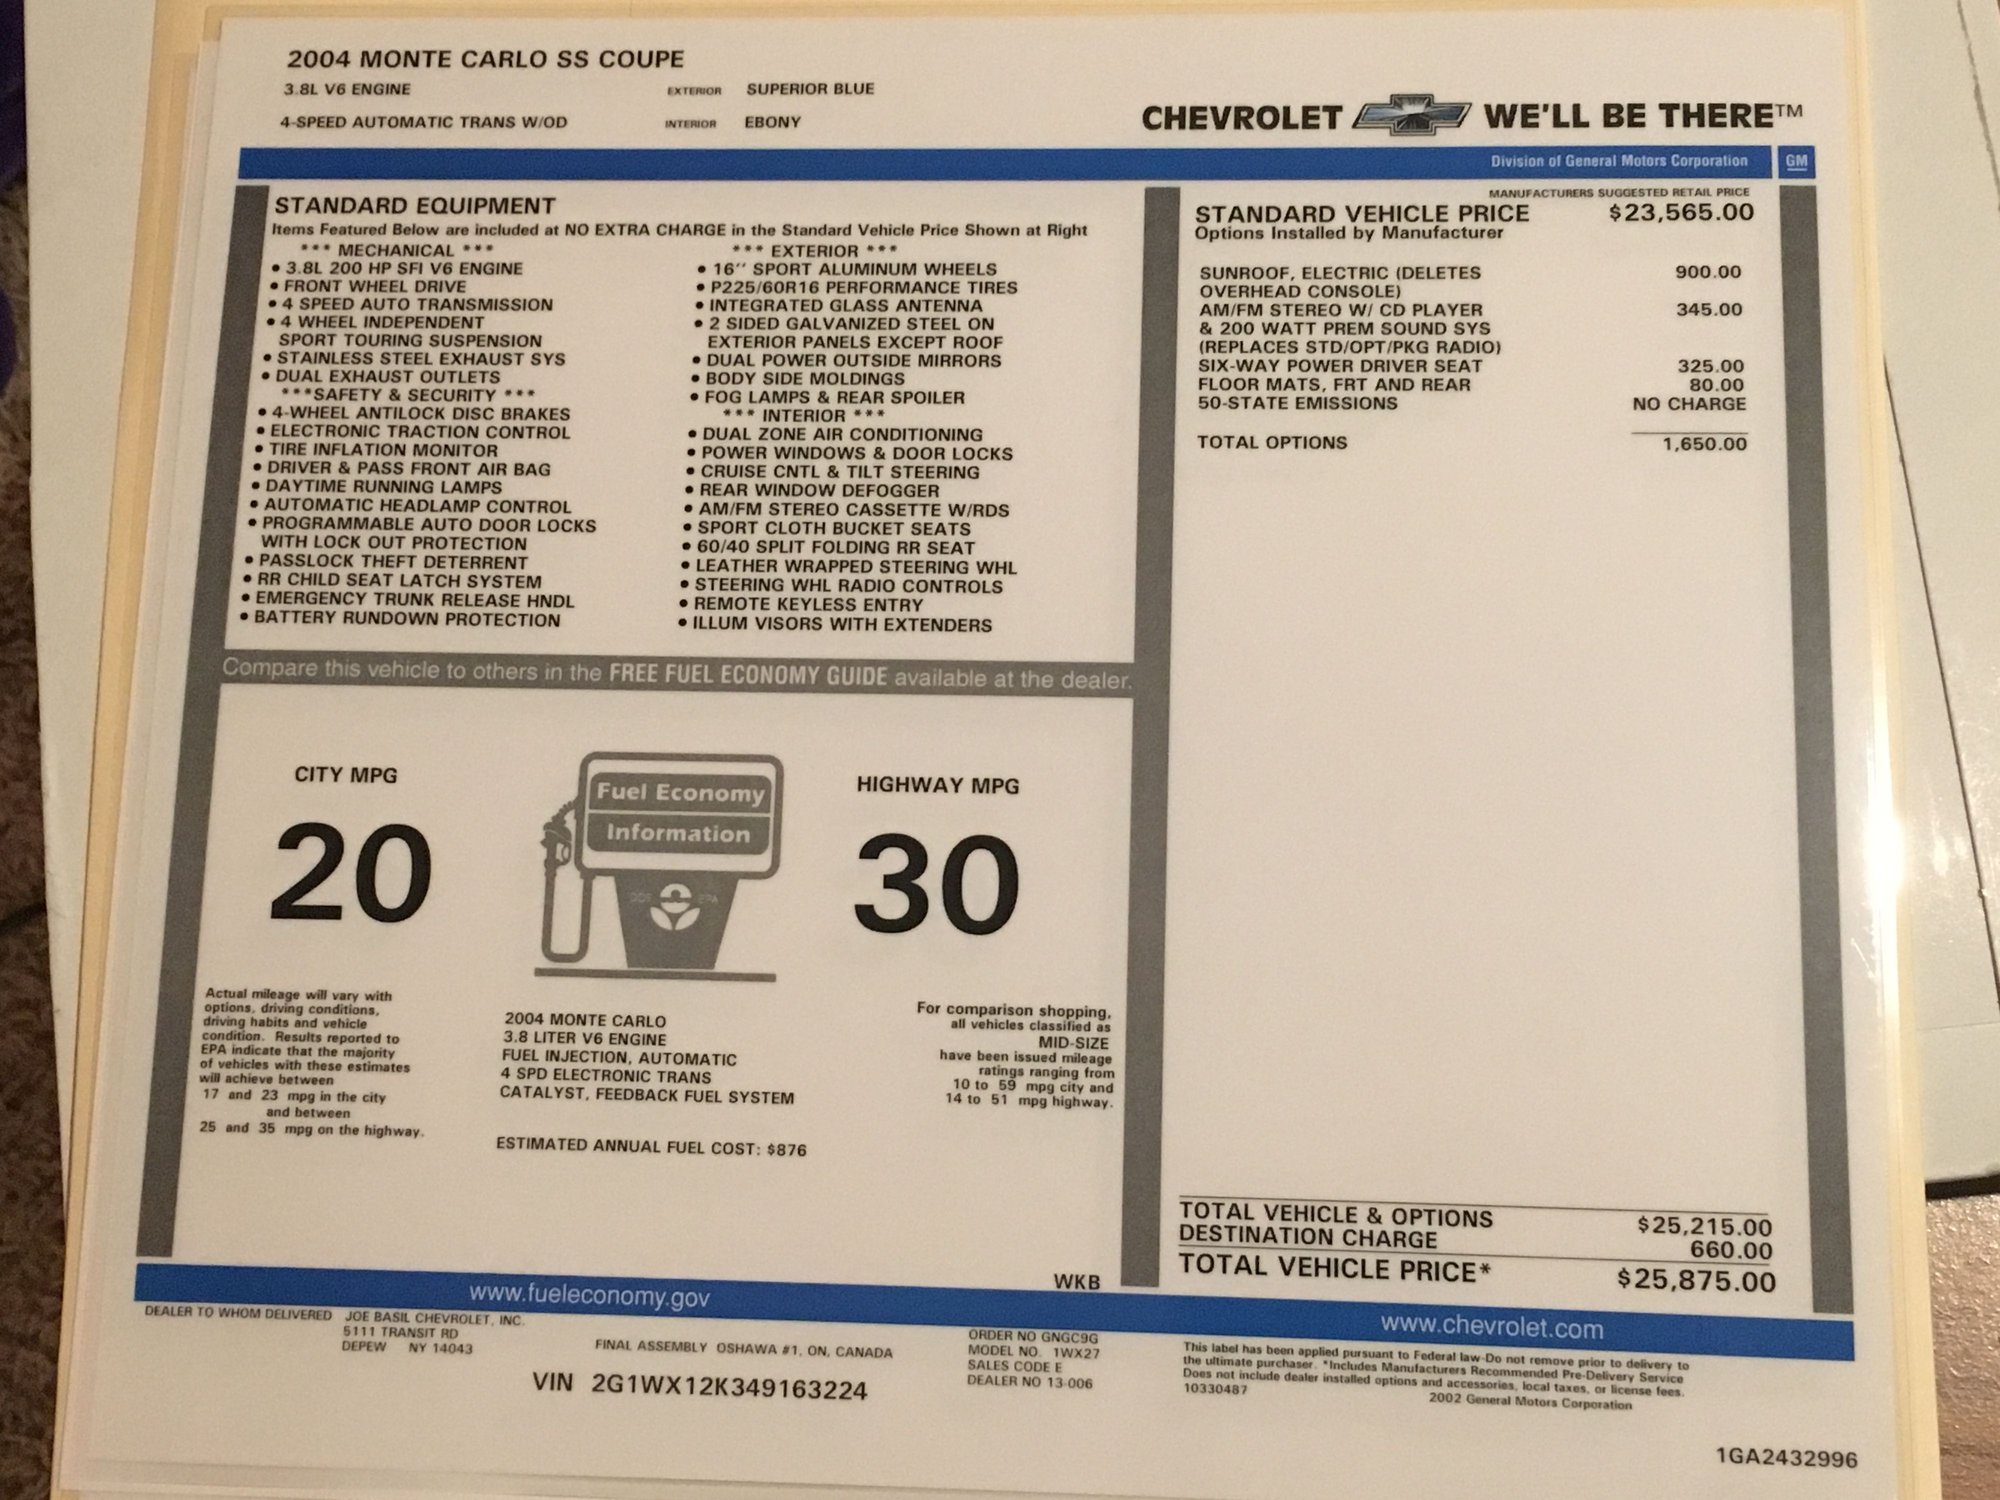 2004 MONTE CARLO SS COUPE
3.8L V6 ENGINE
EXTERIOR SUPERIOR BLUE
4-SPEED AUTOMATIC TRANS W/OD
INTERIOR EBONY
CHEVROLET WE'LL BE THERE™
Division of General Motors Corporation GM
STANDARD EQUIPMENT
Items Featured Below are included at NO EXTRA CHARGE in the Standard Vehicle Price Shown at Right
*** MECHANICAL ***
• 3.8L 200 HP SFI V6 ENGINE
• FRONT WHEEL DRIVE
• 4 SPEED AUTO TRANSMISSION
• 4 WHEEL INDEPENDENT
SPORT TOURING SUSPENSION
• STAINLESS STEEL EXHAUST SYS
• DUAL EXHAUST OUTLETS
***SAFETY & SECURITY ***
• 4-WHEEL ANTILOCK DISC BRAKES
• ELECTRONIC TRACTION CONTROL
• TIRE INFLATION MONITOR
• DRIVER & PASS FRONT AIR BAG
• DAYTIME RUNNING LAMPS
• AUTOMATIC HEADLAMP CONTROL
• PROGRAMMABLE AUTO DOOR LOCKS
WITH LOCK OUT PROTECTION
• PASSLOCK THEFT DETERRENT
• RR CHILD SEAT LATCH SYSTEM
• EMERGENCY TRUNK RELEASE HNDL
• BATTERY RUNDOWN PROTECTION
*** EXTERIOR ***
• 16'' SPORT ALUMINUM WHEELS
• P225/60R16 PERFORMANCE TIRES
• INTEGRATED GLASS ANTENNA
• 2 SIDED GALVANIZED STEEL ON
EXTERIOR PANELS EXCEPT ROOF
• DUAL POWER OUTSIDE MIRRORS
• BODY SIDE MOLDINGS
• FOG LAMPS & REAR SPOILER
*** INTERIOR ***
• DUAL ZONE AIR CONDITIONING
• POWER WINDOWS & DOOR LOCKS
• CRUISE CNTL & TILT STEERING
• REAR WINDOW DEFOGGER
• AM/FM STEREO CASSETTE W/RDS
• SPORT CLOTH BUCKET SEATS
• 60/40 SPLIT FOLDING RR SEAT
• LEATHER WRAPPED STEERING WHL
• STEERING WHL RADIO CONTROLS
• REMOTE KEYLESS ENTRY
• ILLUM VISORS WITH EXTENDERS
MANUFACTURERS SUGGESTED RETAIL PRICE
STANDARD VEHICLE PRICE $23,565.00
Options Installed by Manufacturer
SUNROOF, ELECTRIC (DELETES 900.00
OVERHEAD CONSOLE)
AM/FM STEREO W/ CD PLAYER 345.00
& 200 WATT PREM SOUND SYS
(REPLACES STD/OPT/PKG RADIO)
SIX-WAY POWER DRIVER SEAT 325.00
FLOOR MATS, FRT AND REAR 80.00
50-STATE EMISSIONS NO CHARGE
TOTAL OPTIONS 1,650.00
Compare this vehicle to others in the FREE FUEL ECONOMY GUIDE available at the dealer.
CITY MPG
20
Fuel Economy
Information
DOE EPA
HIGHWAY MPG
30
Actual mileage will vary with
options, driving conditions,
driving habits and vehicle
condition. Results reported to
EPA indicate that the majority
of vehicles with these estimates
will achieve between
17 and 23 mpg in the city
and between
25 and 35 mpg on the highway.
2004 MONTE CARLO
3.8 LITER V6 ENGINE
FUEL INJECTION, AUTOMATIC
4 SPD ELECTRONIC TRANS
CATALYST, FEEDBACK FUEL SYSTEM
ESTIMATED ANNUAL FUEL COST: $876
For comparison shopping,
all vehicles classified as
MID-SIZE
have been issued mileage
ratings ranging from
10 to 59 mpg city and
14 to 51 mpg highway.
TOTAL VEHICLE & OPTIONS $25,215.00
DESTINATION CHARGE 660.00
TOTAL VEHICLE PRICE* $25,875.00
WKB
www.fueleconomy.gov
www.chevrolet.com
DEALER TO WHOM DELIVERED JOE BASIL CHEVROLET, INC.
5111 TRANSIT RD
DEPEW NY 14043
FINAL ASSEMBLY OSHAWA #1, ON, CANADA
VIN 2G1WX12K349163224
ORDER NO GNGC9G
MODEL NO. 1WX27
SALES CODE E
DEALER NO 13-006
This label has been applied pursuant to Federal law-Do not remove prior to delivery to
the ultimate purchaser. *Includes Manufacturers Recommended Pre-Delivery Service
Does not include dealer installed options and accessories, local taxes, or license fees.
10330487
2002 General Motors Corporation
1GA2432996